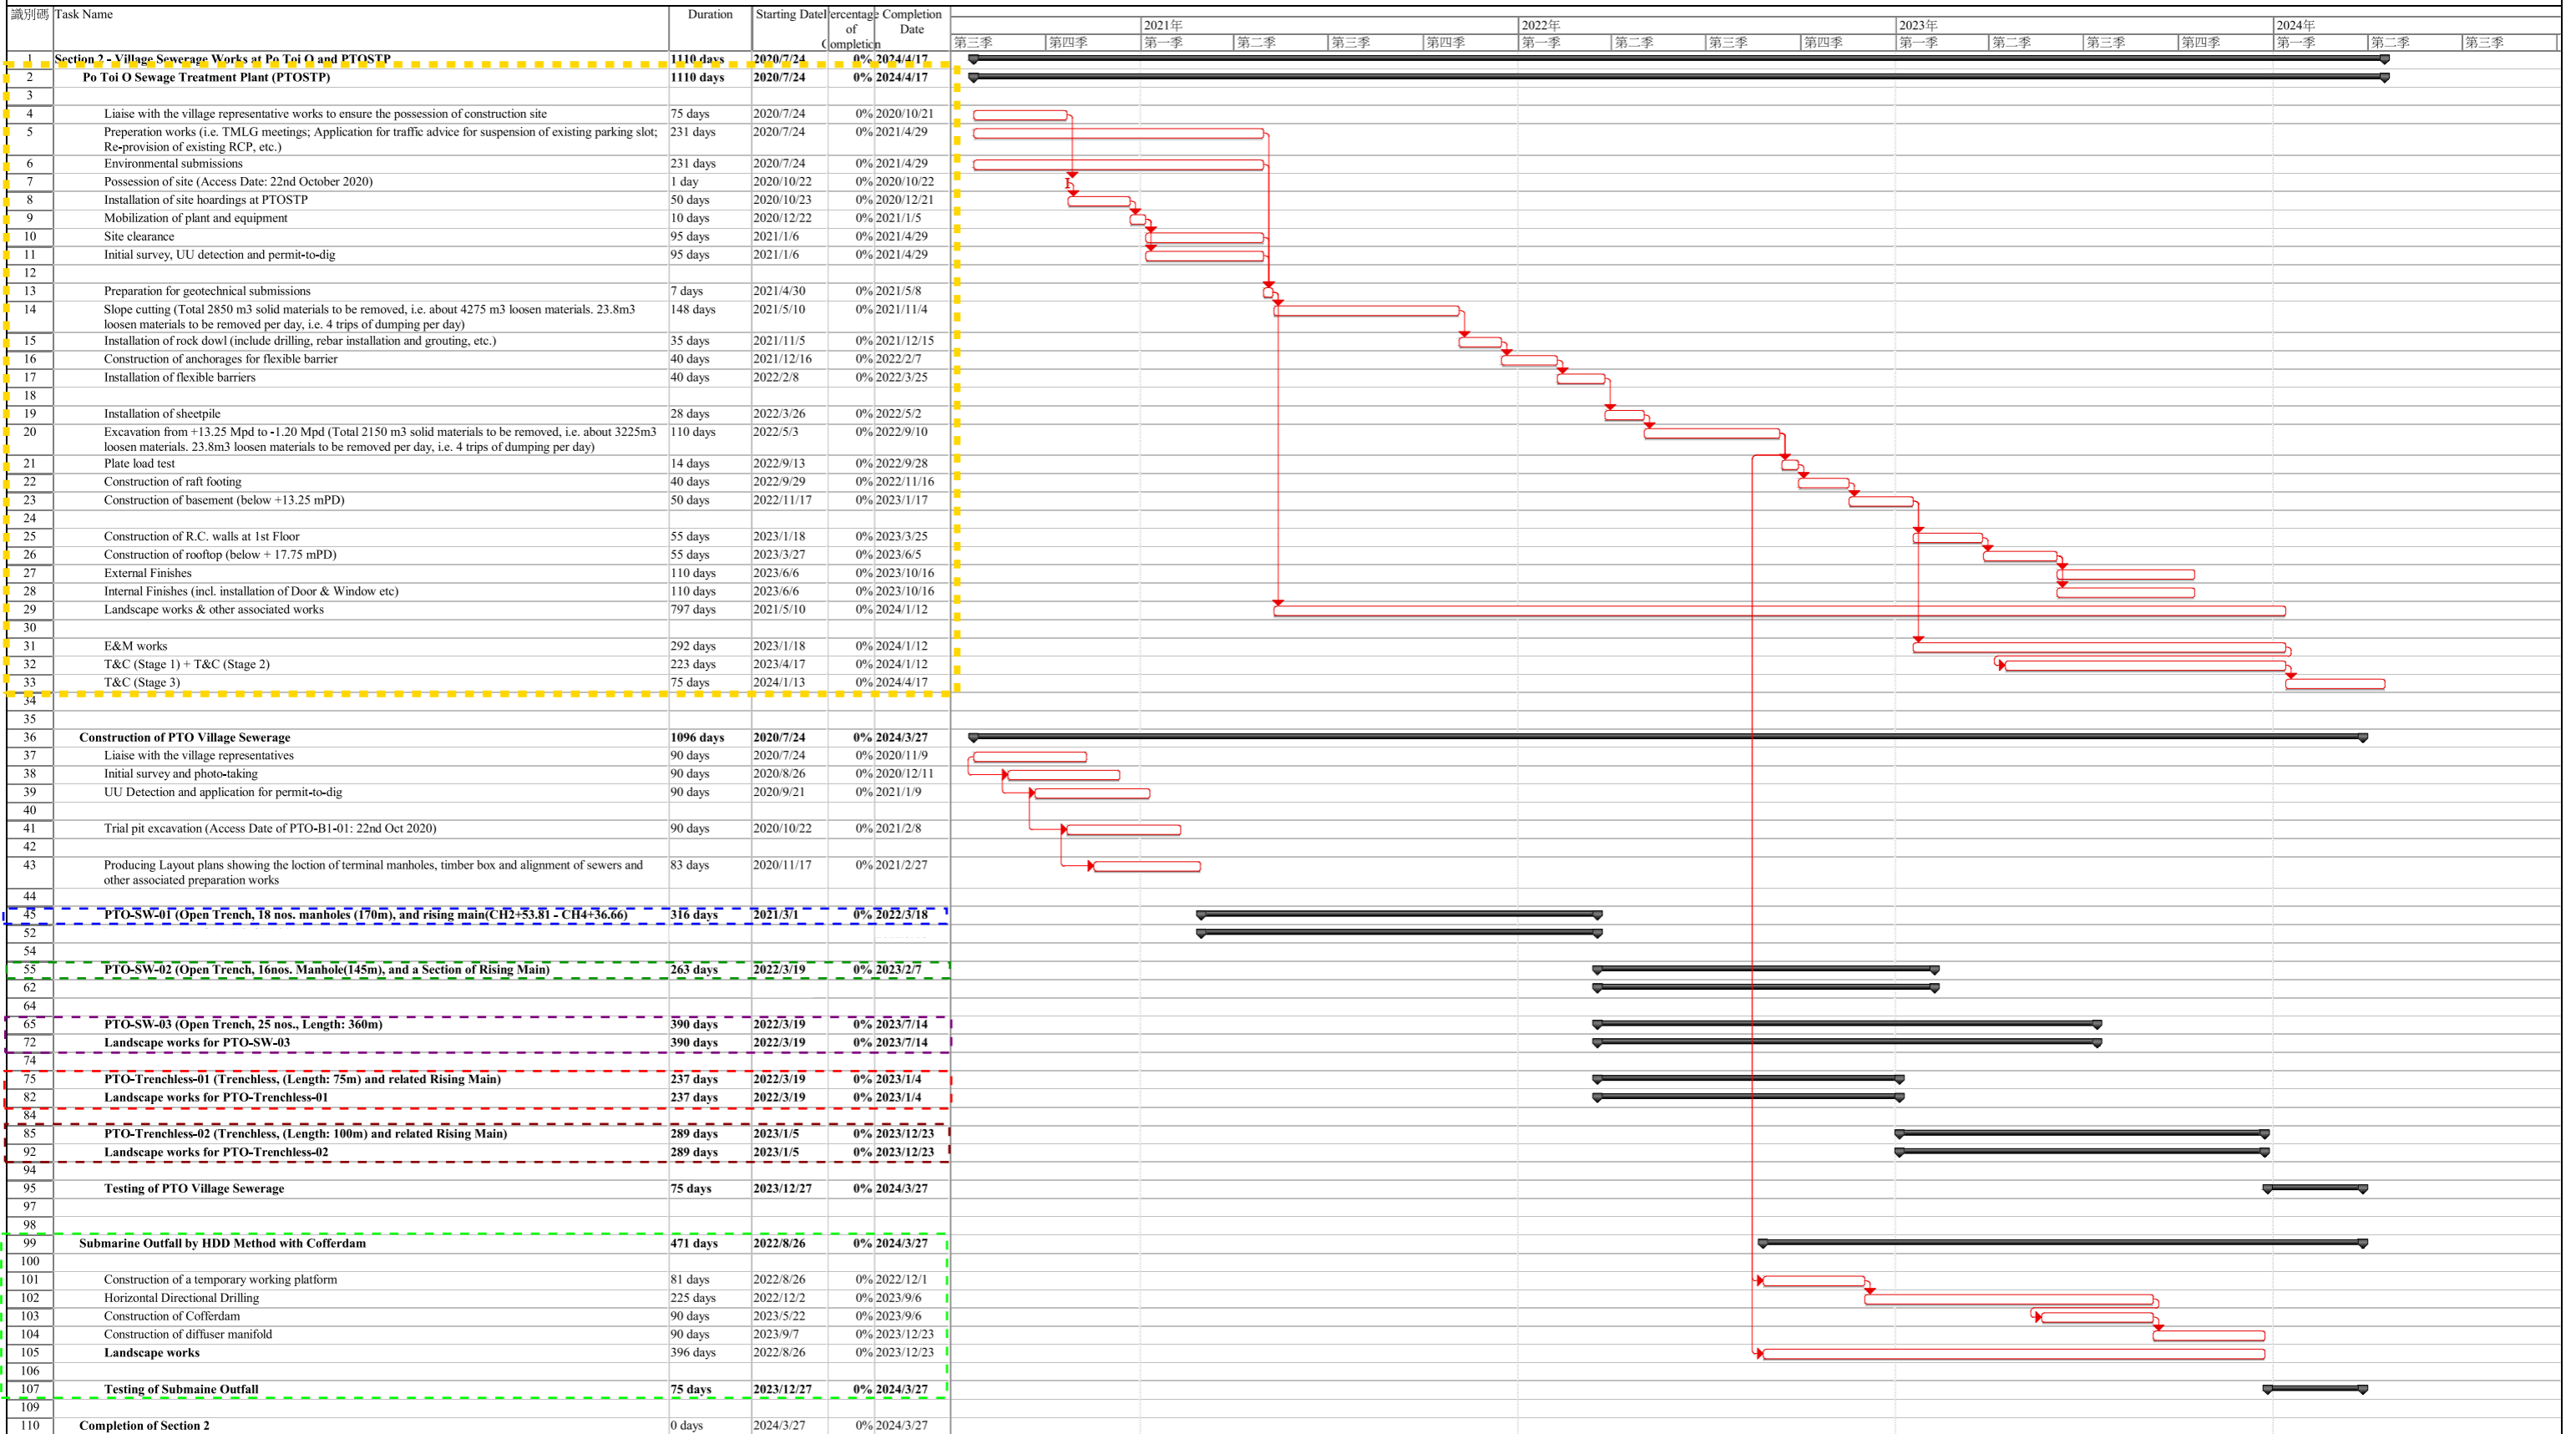 識別碼 Task Name Duration Starting Date Percentage of Completion Completion Date
2021年 2022年 2023年 2024年
第三季 第四季 第一季 第二季 第三季 第四季 第一季 第二季 第三季 第四季 第一季 第二季 第三季 第四季 第一季 第二季 第三季
1 Section 2 - Village Sewerage Works at Po Toi O and PTOSTP 1110 days 2020/7/24 0% 2024/4/17
2 Po Toi O Sewage Treatment Plant (PTOSTP) 1110 days 2020/7/24 0% 2024/4/17
3
4 Liaise with the village representative works to ensure the possession of construction site 75 days 2020/7/24 0% 2020/10/21
5 Preperation works (i.e. TMLG meetings; Application for traffic advice for suspension of existing parking slot; 231 days 2020/7/24 0% 2021/4/29
Re-provision of existing RCP, etc.)
6 Environmental submissions 231 days 2020/7/24 0% 2021/4/29
7 Possession of site (Access Date: 22nd October 2020) 1 day 2020/10/22 0% 2020/10/22
8 Installation of site hoardings at PTOSTP 50 days 2020/10/23 0% 2020/12/21
9 Mobilization of plant and equipment 10 days 2020/12/22 0% 2021/1/5
10 Site clearance 95 days 2021/1/6 0% 2021/4/29
11 Initial survey, UU detection and permit-to-dig 95 days 2021/1/6 0% 2021/4/29
12
13 Preparation for geotechnical submissions 7 days 2021/4/30 0% 2021/5/8
14 Slope cutting (Total 2850 m3 solid materials to be removed, i.e. about 4275 m3 loosen materials. 23.8m3 148 days 2021/5/10 0% 2021/11/4
loosen materials to be removed per day, i.e. 4 trips of dumping per day)
15 Installation of rock dowl (include drilling, rebar installation and grouting, etc.) 35 days 2021/11/5 0% 2021/12/15
16 Construction of anchorages for flexible barrier 40 days 2021/12/16 0% 2022/2/7
17 Installation of flexible barriers 40 days 2022/2/8 0% 2022/3/25
18
19 Installation of sheetpile 28 days 2022/3/26 0% 2022/5/2
20 Excavation from +13.25 Mpd to -1.20 Mpd (Total 2150 m3 solid materials to be removed, i.e. about 3225m3 110 days 2022/5/3 0% 2022/9/10
loosen materials. 23.8m3 loosen materials to be removed per day, i.e. 4 trips of dumping per day)
21 Plate load test 14 days 2022/9/13 0% 2022/9/28
22 Construction of raft footing 40 days 2022/9/29 0% 2022/11/16
23 Construction of basement (below +13.25 mPD) 50 days 2022/11/17 0% 2023/1/17
24
25 Construction of R.C. walls at 1st Floor 55 days 2023/1/18 0% 2023/3/25
26 Construction of rooftop (below + 17.75 mPD) 55 days 2023/3/27 0% 2023/6/5
27 External Finishes 110 days 2023/6/6 0% 2023/10/16
28 Internal Finishes (incl. installation of Door & Window etc) 110 days 2023/6/6 0% 2023/10/16
29 Landscape works & other associated works 797 days 2021/5/10 0% 2024/1/12
30
31 E&M works 292 days 2023/1/18 0% 2024/1/12
32 T&C (Stage 1) + T&C (Stage 2) 223 days 2023/4/17 0% 2024/1/12
33 T&C (Stage 3) 75 days 2024/1/13 0% 2024/4/17
34
35
36 Construction of PTO Village Sewerage 1096 days 2020/7/24 0% 2024/3/27
37 Liaise with the village representatives 90 days 2020/7/24 0% 2020/11/9
38 Initial survey and photo-taking 90 days 2020/8/26 0% 2020/12/11
39 UU Detection and application for permit-to-dig 90 days 2020/9/21 0% 2021/1/9
40
41 Trial pit excavation (Access Date of PTO-B1-01: 22nd Oct 2020) 90 days 2020/10/22 0% 2021/2/8
42
43 Producing Layout plans showing the loction of terminal manholes, timber box and alignment of sewers and 83 days 2020/11/17 0% 2021/2/27
other associated preparation works
44
45 PTO-SW-01 (Open Trench, 18 nos. manholes (170m), and rising main(CH2+53.81 - CH4+36.66) 316 days 2021/3/1 0% 2022/3/18
52
54
55 PTO-SW-02 (Open Trench, 16nos. Manhole(145m), and a Section of Rising Main) 263 days 2022/3/19 0% 2023/2/7
62
64
65 PTO-SW-03 (Open Trench, 25 nos., Length: 360m) 390 days 2022/3/19 0% 2023/7/14
72 Landscape works for PTO-SW-03 390 days 2022/3/19 0% 2023/7/14
74
75 PTO-Trenchless-01 (Trenchless, (Length: 75m) and related Rising Main) 237 days 2022/3/19 0% 2023/1/4
82 Landscape works for PTO-Trenchless-01 237 days 2022/3/19 0% 2023/1/4
84
85 PTO-Trenchless-02 (Trenchless, (Length: 100m) and related Rising Main) 289 days 2023/1/5 0% 2023/12/23
92 Landscape works for PTO-Trenchless-02 289 days 2023/1/5 0% 2023/12/23
94
95 Testing of PTO Village Sewerage 75 days 2023/12/27 0% 2024/3/27
97
98
99 Submarine Outfall by HDD Method with Cofferdam 471 days 2022/8/26 0% 2024/3/27
100
101 Construction of a temporary working platform 81 days 2022/8/26 0% 2022/12/1
102 Horizontal Directional Drilling 225 days 2022/12/2 0% 2023/9/6
103 Construction of Cofferdam 90 days 2023/5/22 0% 2023/9/6
104 Construction of diffuser manifold 90 days 2023/9/7 0% 2023/12/23
105 Landscape works 396 days 2022/8/26 0% 2023/12/23
106
107 Testing of Submaine Outfall 75 days 2023/12/27 0% 2024/3/27
109
110 Completion of Section 2 0 days 2024/3/27 0% 2024/3/27